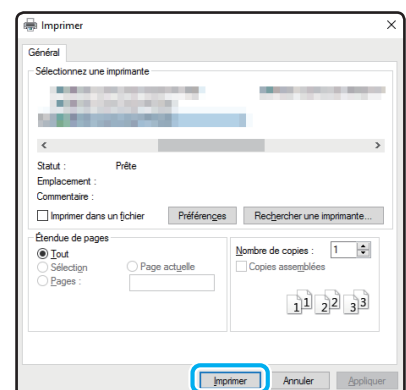 Imprimer
Général
Sélectionnez une imprimante
Statut : Prête
Emplacement :
Commentaire :
Imprimer dans un fichier Préférences Rechercher une imprimante...
Étendue de pages
Tout
Sélection Page actuelle
Pages :
Nombre de copies : 1
Copies assemblées
1 1 2 2 3 3
Imprimer Annuler Appliquer